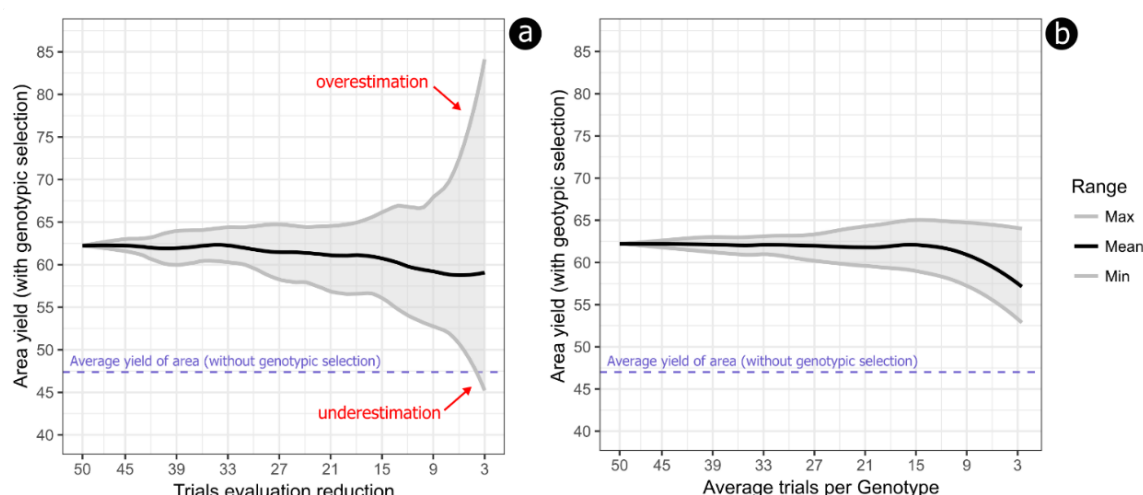 a
Area yield (with genotypic selection)
85
80
75
70
65
60
55
50
45
40
overestimation
Average yield of area (without genotypic selection)
underestimation
50 45 39 33 27 21 15 9 3
Trials evaluation reduction
b
Area yield (with geotypic selection)
85
80
75
70
65
60
55
50
45
40
Average yield of area (without genotypic selection)
50 45 39 33 27 21 15 9 3
Average trials per Genotype
Range
Max
Mean
Min